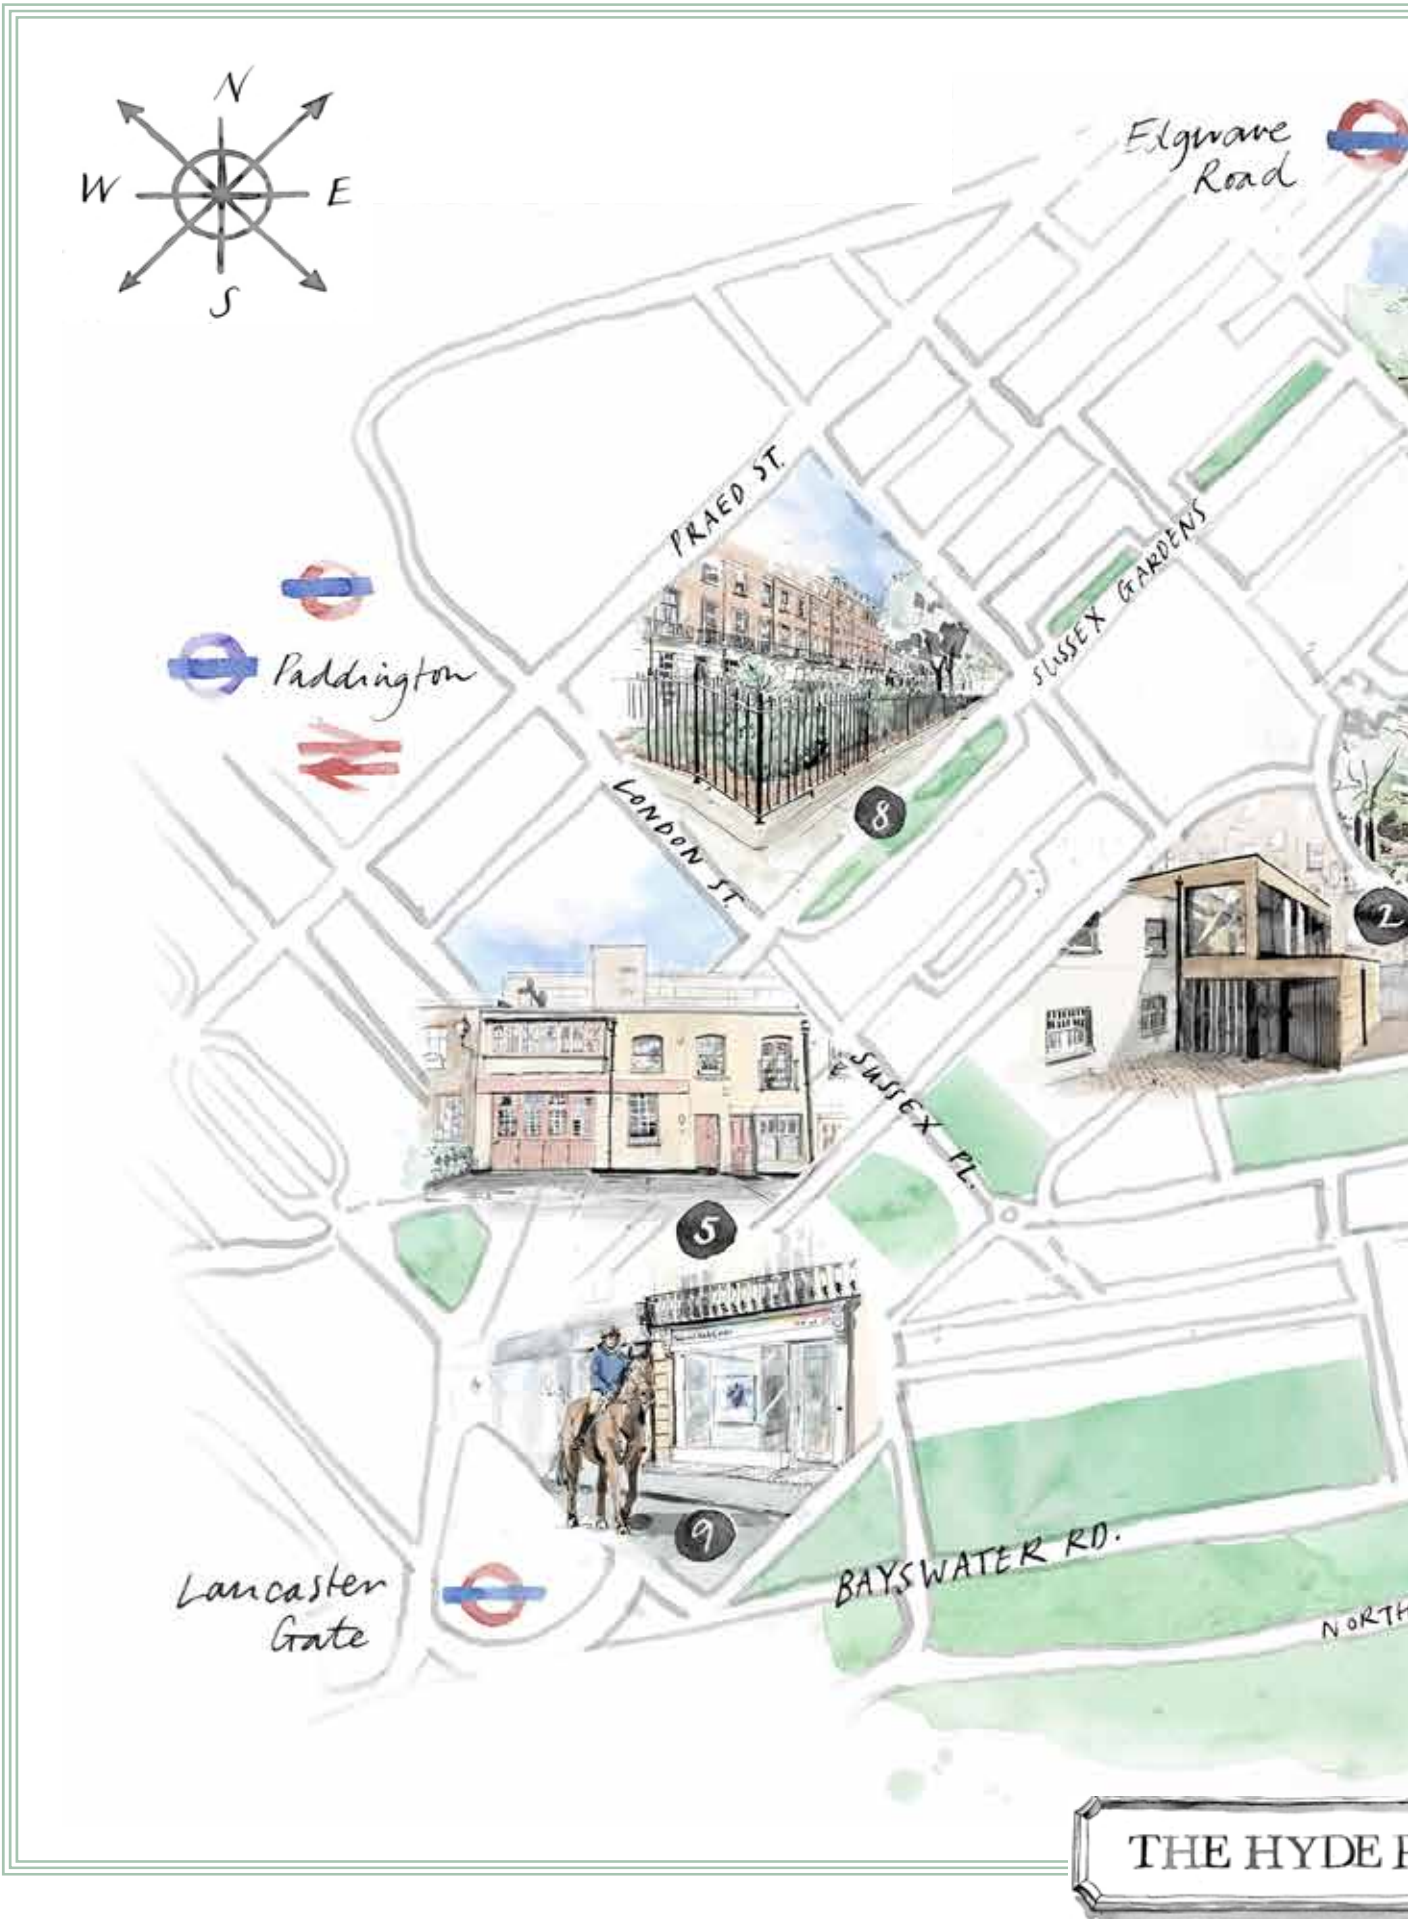 N
W
E
S
Edgware
Road
PRAED ST.
SUSSEX GARDENS
Paddington
LONDON ST.
8
2
SUSSEX PL.
5
9
BAYSWATER RD.
Lancaster
Gate
NORTH
THE HYDE P